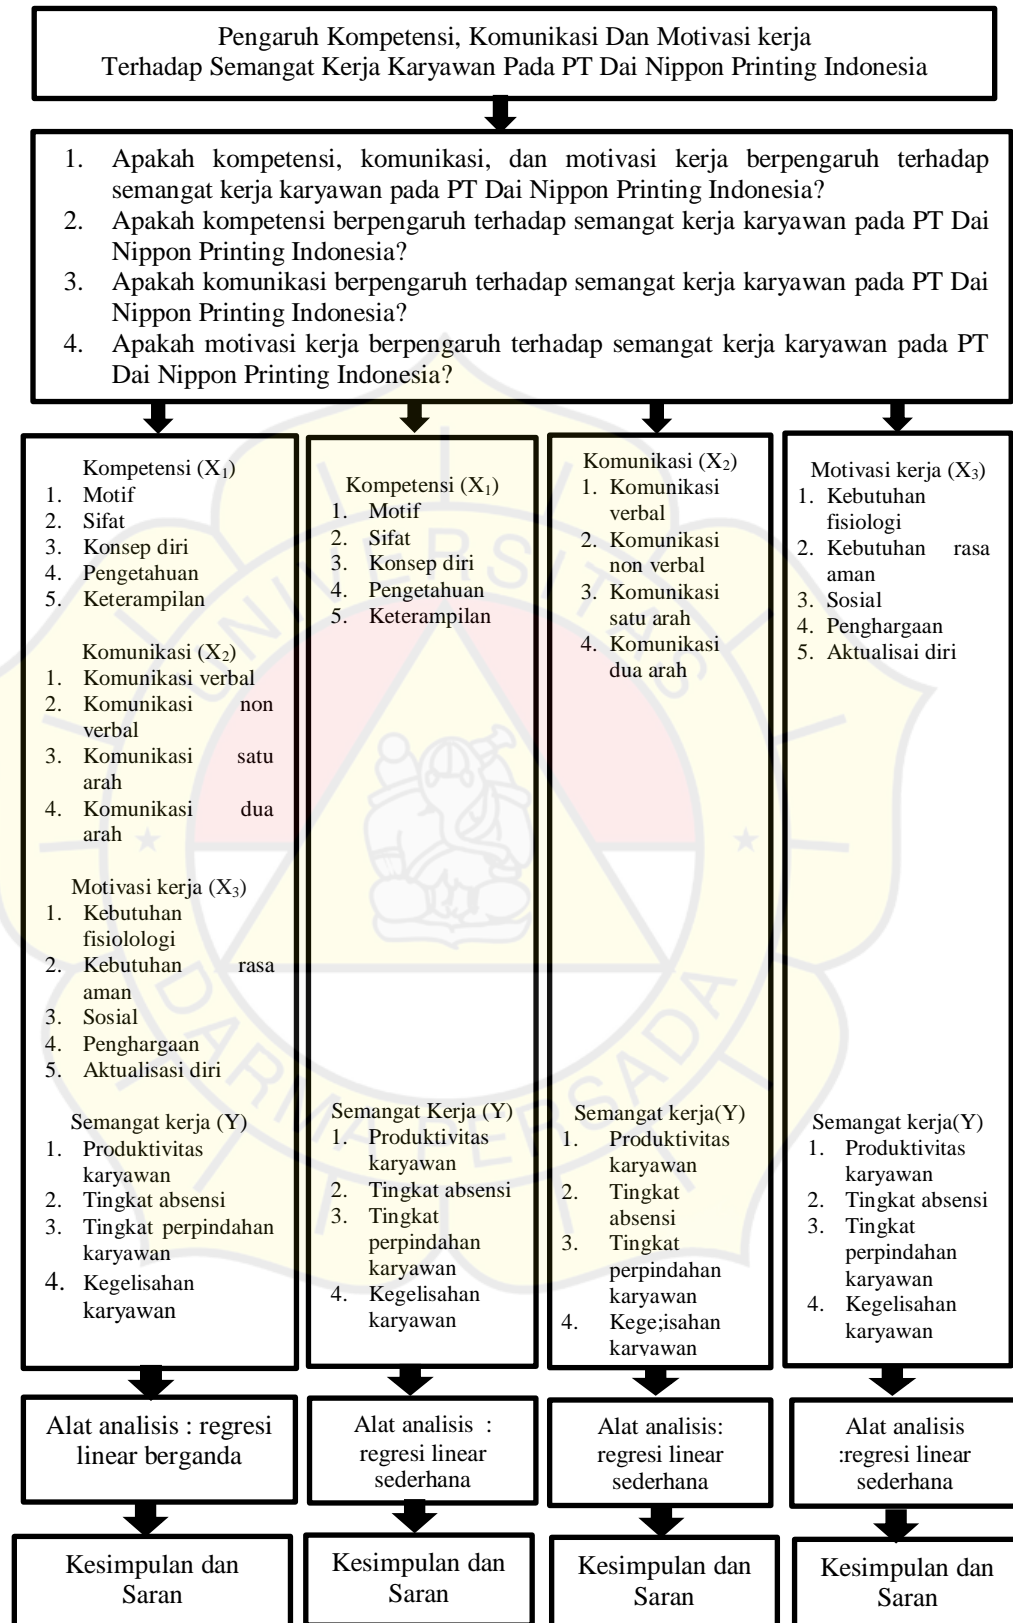 Pengaruh Kompetensi, Komunikasi Dan Motivasi kerja
Terhadap Semangat Kerja Karyawan Pada PT Dai Nippon Printing Indonesia
1. Apakah kompetensi, komunikasi, dan motivasi kerja berpengaruh terhadap
semangat kerja karyawan pada PT Dai Nippon Printing Indonesia?
2. Apakah kompetensi berpengaruh terhadap semangat kerja karyawan pada PT Dai
Nippon Printing Indonesia?
3. Apakah komunikasi berpengaruh terhadap semangat kerja karyawan pada PT Dai
Nippon Printing Indonesia?
4. Apakah motivasi kerja berpengaruh terhadap semangat kerja karyawan pada PT
Dai Nippon Printing Indonesia?
Kompetensi (X₁)
1. Motif
2. Sifat
3. Konsep diri
4. Pengetahuan
5. Keterampilan
Komunikasi (X₂)
1. Komunikasi verbal
2. Komunikasi non
verbal
3. Komunikasi satu
arah
4. Komunikasi dua
arah
Motivasi kerja (X₃)
1. Kebutuhan
fisiolologi
2. Kebutuhan rasa
aman
3. Sosial
4. Penghargaan
5. Aktualisasi diri
Semangat kerja (Y)
1. Produktivitas
karyawan
2. Tingkat absensi
3. Tingkat perpindahan
karyawan
4. Kegelisahan
karyawan
Kompetensi (X₁)
1. Motif
2. Sifat
3. Konsep diri
4. Pengetahuan
5. Keterampilan
Semangat Kerja (Y)
1. Produktivitas
karyawan
2. Tingkat absensi
3. Tingkat
perpindahan
karyawan
4. Kegelisahan
karyawan
Komunikasi (X₂)
1. Komunikasi
verbal
2. Komunikasi
non verbal
3. Komunikasi
satu arah
4. Komunikasi
dua arah
Semangat kerja(Y)
1. Produktivitas
karyawan
2. Tingkat
absensi
3. Tingkat
perpindahan
karyawan
4. Kege;isahan
karyawan
Motivasi kerja (X₃)
1. Kebutuhan
fisiologi
2. Kebutuhan rasa
aman
3. Sosial
4. Penghargaan
5. Aktualisai diri
Semangat kerja(Y)
1. Produktivitas
karyawan
2. Tingkat absensi
3. Tingkat
perpindahan
karyawan
4. Kegelisahan
karyawan
Alat analisis : regresi
linear berganda
Alat analisis :
regresi linear
sederhana
Alat analisis:
regresi linear
sederhana
Alat analisis
:regresi linear
sederhana
Kesimpulan dan
Saran
Kesimpulan dan
Saran
Kesimpulan dan
Saran
Kesimpulan dan
Saran
UNIVERSITAS
DARMA PERSADA